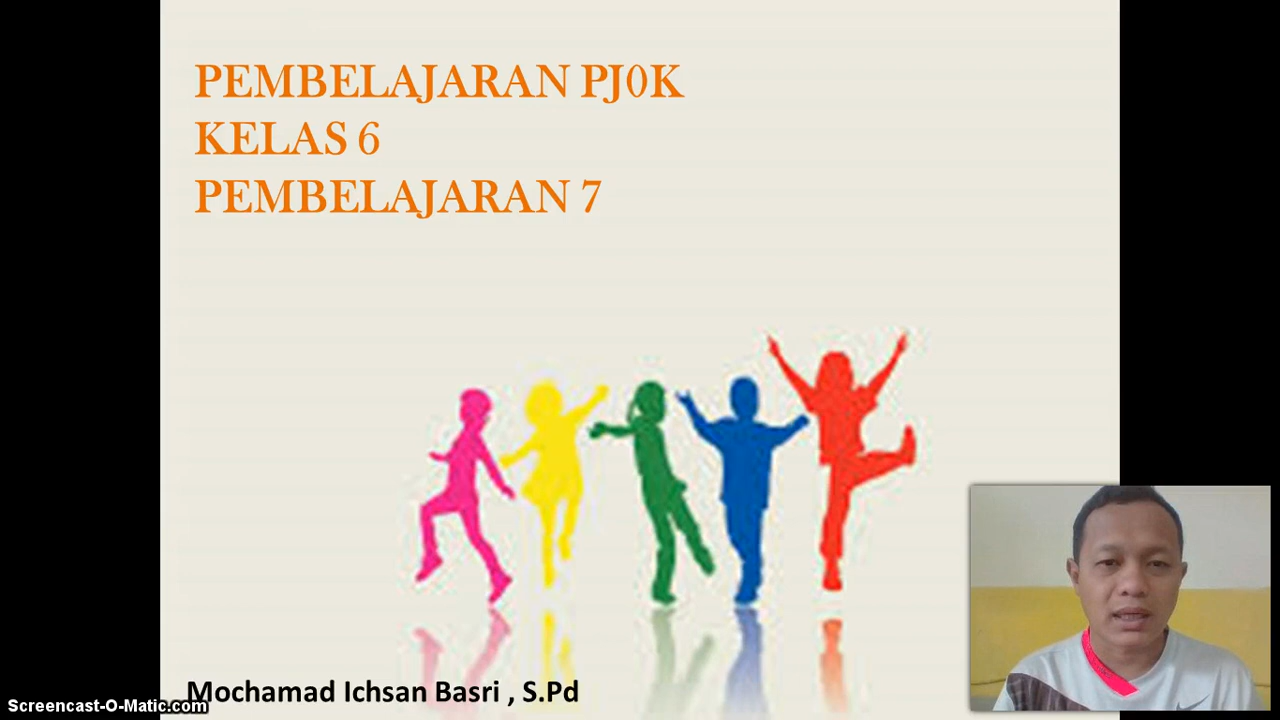 PEMBELAJARAN PJ0K
KELAS 6
PEMBELAJARAN 7
Mochamad Ichsan Basri , S.Pd
Screencast-O-Matic.com